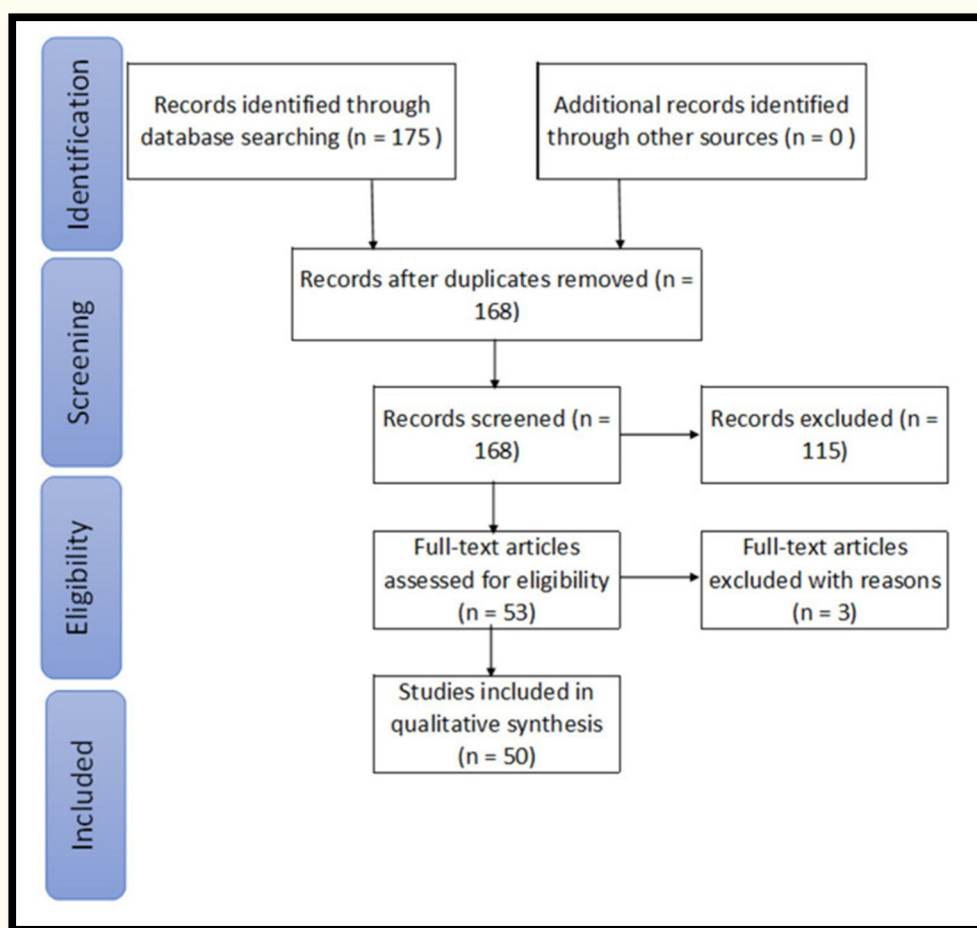 Identification
Records identified through
database searching (n = 175 )
Additional records identified
through other sources (n = 0 )
Screening
Records after duplicates removed (n =
168)
Records screened (n =
168)
Records excluded (n =
115)
Eligibility
Full-text articles
assessed for eligibility
(n = 53)
Full-text articles
excluded with reasons
(n = 3)
Included
Studies included in
qualitative synthesis
(n = 50)